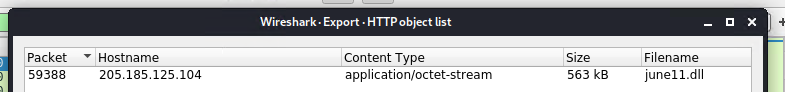 Wireshark · Export · HTTP object list
Packet Hostname Content Type Size Filename
59388 205.185.125.104 application/octet-stream 563 kB june11.dll